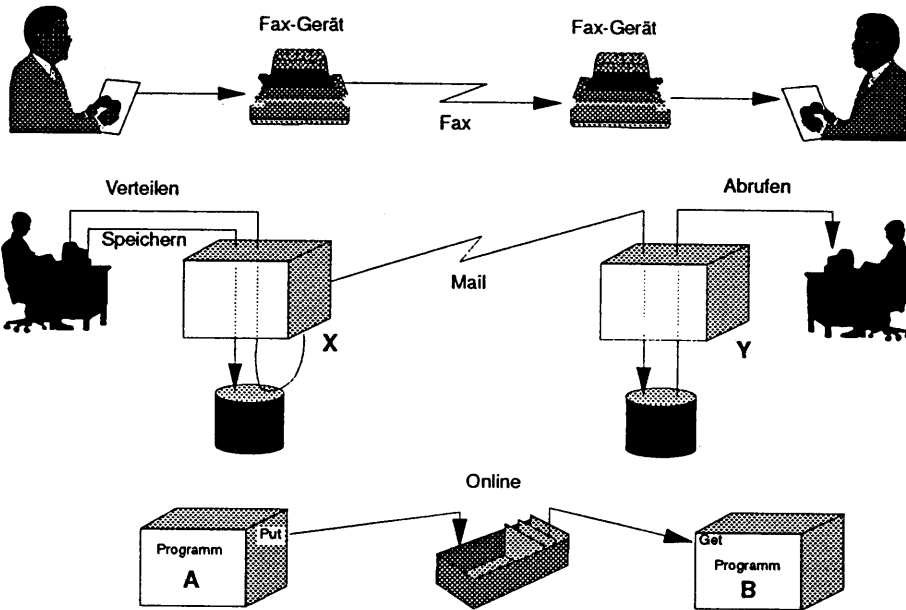 Fax-Gerät
Fax-Gerät
Fax
Verteilen
Abrufen
Speichern
Mail
X
Y
Online
Put
Get
Programm
A
Programm
B